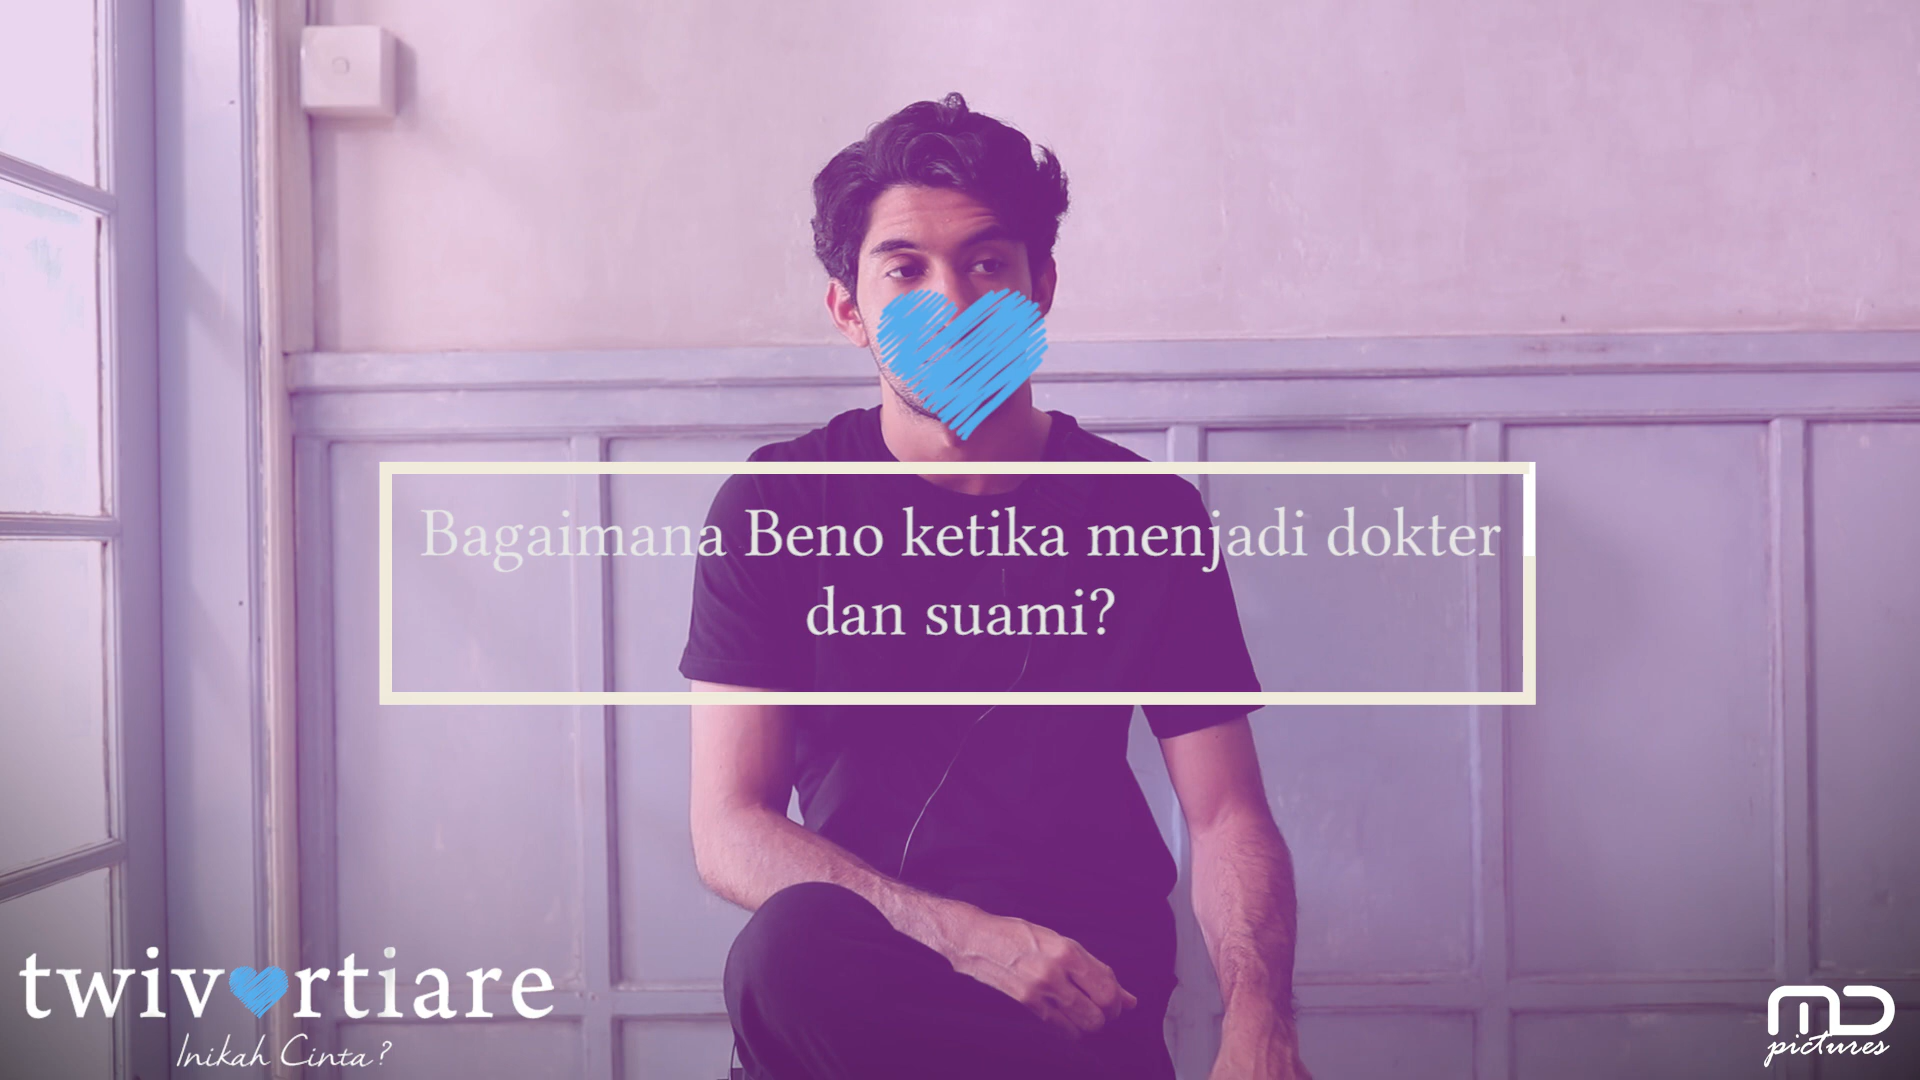 Bagaimana Beno ketika menjadi dokter
dan suami?
twivortiare
Inikah Cinta?
MD
pictures